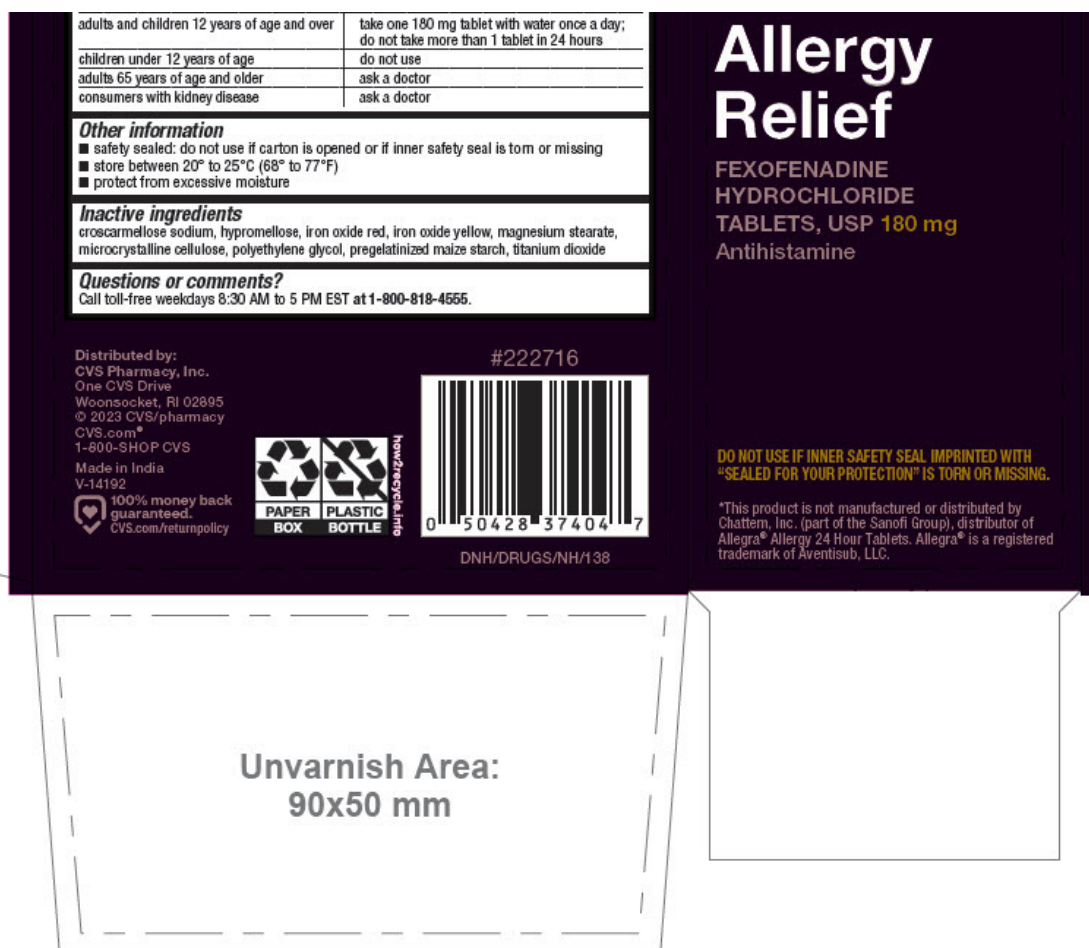 adults and children 12 years of age and over take one 180 mg tablet with water once a day;
do not take more than 1 tablet in 24 hours
children under 12 years of age do not use
adults 65 years of age and older ask a doctor
consumers with kidney disease ask a doctor
Other information
■ safety sealed: do not use if carton is opened or if inner safety seal is torn or missing
■ store between 20° to 25°C (68° to 77°F)
■ protect from excessive moisture
Inactive ingredients
croscarmellose sodium, hypromellose, iron oxide red, iron oxide yellow, magnesium stearate,
microcrystalline cellulose, polyethylene glycol, pregelatinized maize starch, titanium dioxide
Questions or comments?
Call toll-free weekdays 8:30 AM to 5 PM EST at 1-800-818-4555.
Distributed by:
CVS Pharmacy, Inc.
One CVS Drive
Woonsocket, RI 02895
© 2023 CVS/pharmacy
CVS.com®
1-800-SHOP CVS
Made in India
V-14192
100% money back
guaranteed.
CVS.com/returnpolicy
PAPER
BOX
PLASTIC
BOTTLE
how2recycle.info
#222716
0 50428 37404 7
DNH/DRUGS/NH/138
Allergy
Relief
FEXOFENADINE
HYDROCHLORIDE
TABLETS, USP 180 mg
Antihistamine
DO NOT USE IF INNER SAFETY SEAL IMPRINTED WITH
“SEALED FOR YOUR PROTECTION” IS TORN OR MISSING.
*This product is not manufactured or distributed by
Chattem, Inc. (part of the Sanofi Group), distributor of
Allegra® Allergy 24 Hour Tablets. Allegra® is a registered
trademark of Aventisub, LLC.
Unvarnish Area:
90x50 mm